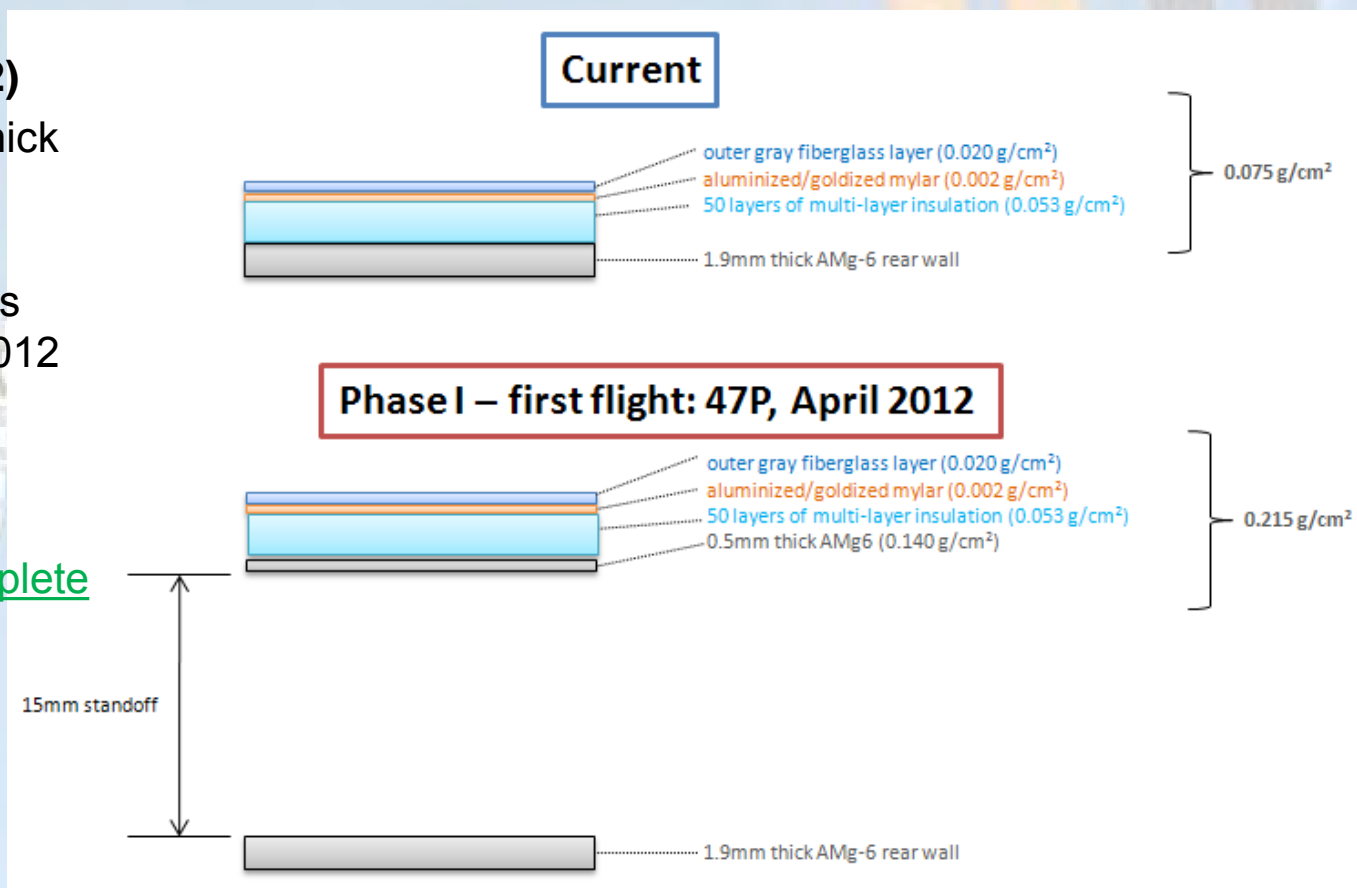 2)
Current
outer gray fiberglass layer (0.020 g/cm²)
aluminized/goldized mylar (0.002 g/cm²)
50 layers of multi-layer insulation (0.053 g/cm²)
0.075 g/cm²
1.9mm thick AMg-6 rear wall
012
Phase I – first flight: 47P, April 2012
outer gray fiberglass layer (0.020 g/cm²)
aluminized/goldized mylar (0.002 g/cm²)
50 layers of multi-layer insulation (0.053 g/cm²)
0.5mm thick AMg6 (0.140 g/cm²)
0.215 g/cm²
15mm standoff
1.9mm thick AMg-6 rear wall